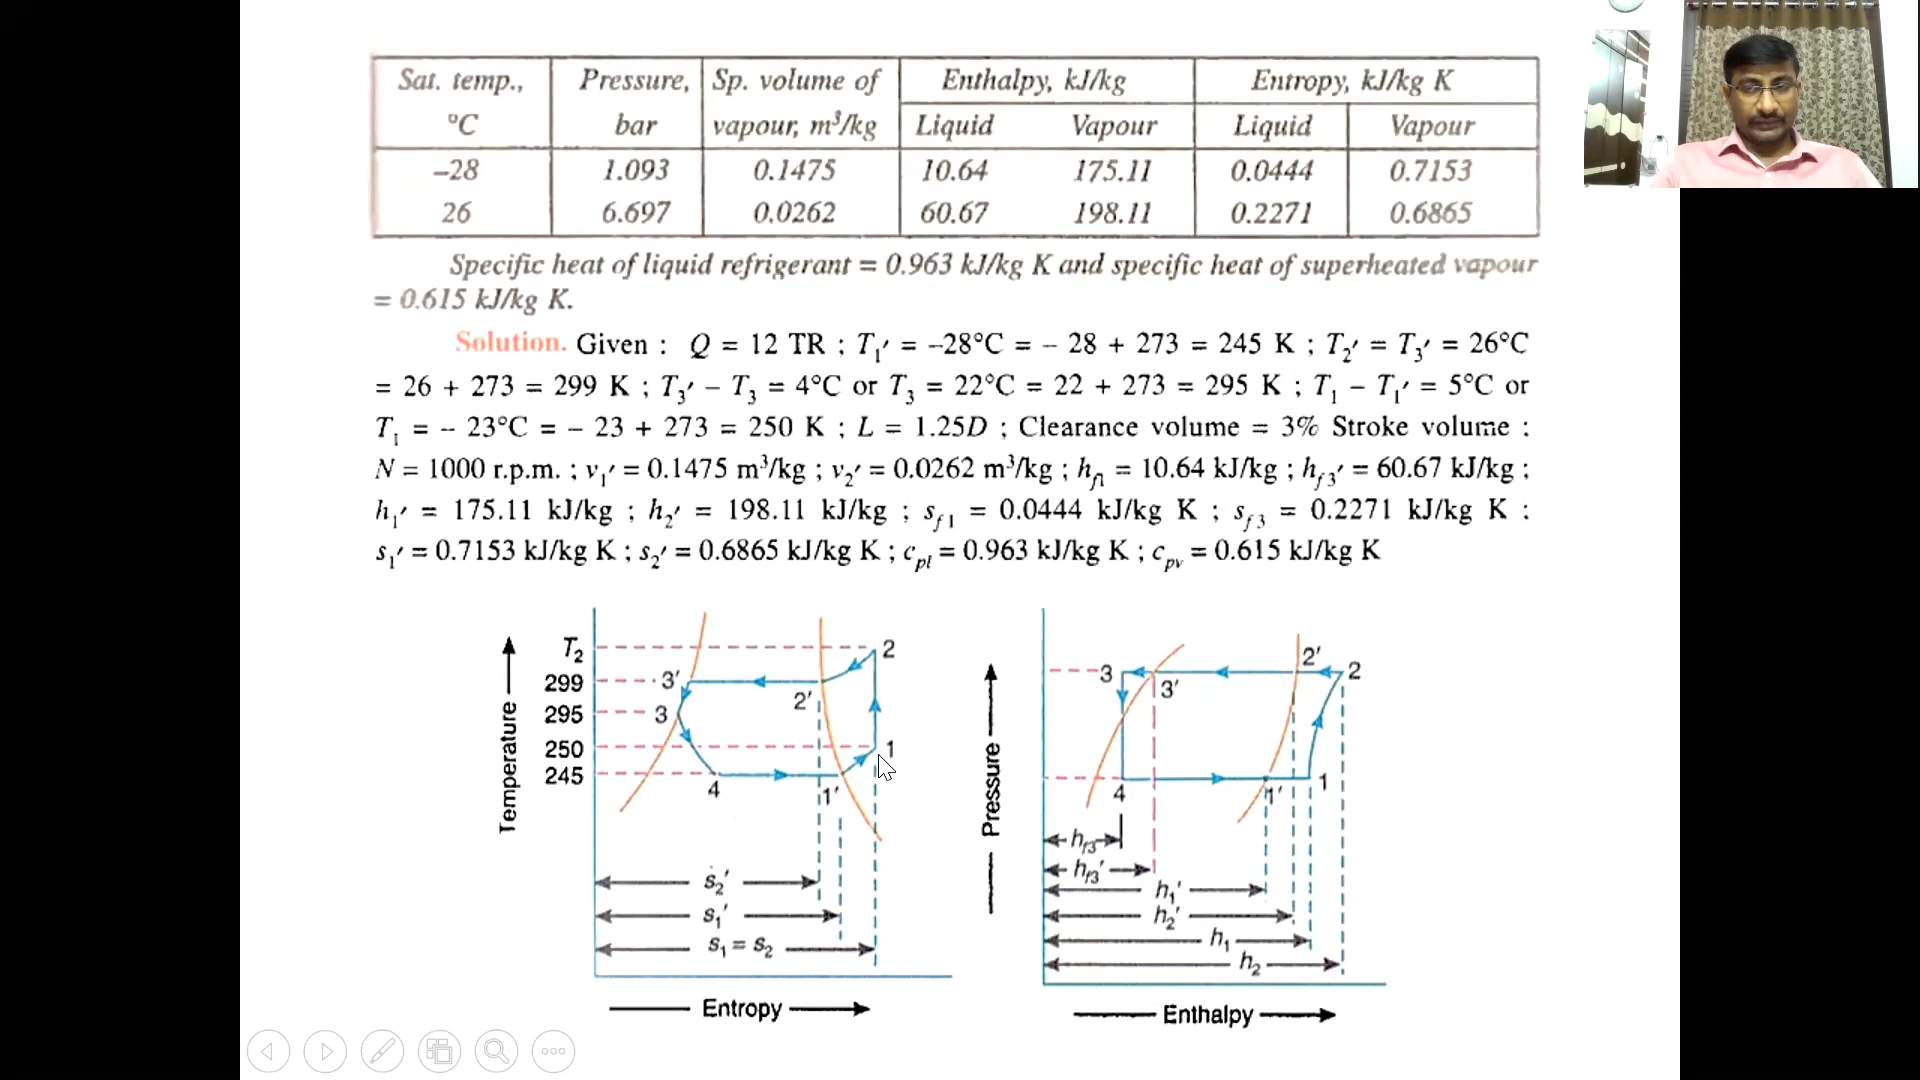 Sat. temp., Pressure, Sp. volume of Enthalpy, kJ/kg Entropy, kJ/kg K
°C bar vapour, m³/kg Liquid Vapour Liquid Vapour
–28 1.093 0.1475 10.64 175.11 0.0444 0.7153
26 6.697 0.0262 60.67 198.11 0.2271 0.6865
Specific heat of liquid refrigerant = 0.963 kJ/kg K and specific heat of superheated vapour
= 0.615 kJ/kg K.
Solution. Given : Q = 12 TR ; T₁′ = –28°C = – 28 + 273 = 245 K ; T₂′ = T₃′ = 26°C
= 26 + 273 = 299 K ; T₃′ – T₃ = 4°C or T₃ = 22°C = 22 + 273 = 295 K ; T₁ – T₁′ = 5°C or
T₁ = – 23°C = – 23 + 273 = 250 K ; L = 1.25D ; Clearance volume = 3% Stroke volume :
N = 1000 r.p.m. ; v₁′ = 0.1475 m³/kg ; v₂′ = 0.0262 m³/kg ; hf1 = 10.64 kJ/kg ; hf3′ = 60.67 kJ/kg ;
h₁′ = 175.11 kJ/kg ; h₂′ = 198.11 kJ/kg ; sf1 = 0.0444 kJ/kg K ; sf3 = 0.2271 kJ/kg K :
s₁′ = 0.7153 kJ/kg K ; s₂′ = 0.6865 kJ/kg K ; cpl = 0.963 kJ/kg K ; cpv = 0.615 kJ/kg K
Temperature
T₂
299
295
250
245
3′
3
4
2′
2
1
1′
s₂′
s₁′
s₁ = s₂
Entropy
Pressure
3
3′
2′
2
4
1′
1
hf3
hf3′
h₁′
h₂′
h₁
h₂
Enthalpy